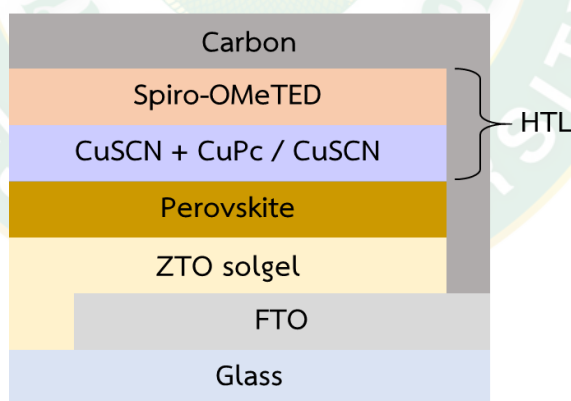 Carbon
Spiro-OMeTED
CuSCN + CuPc / CuSCN
HTL
Perovskite
ZTO solgel
FTO
Glass